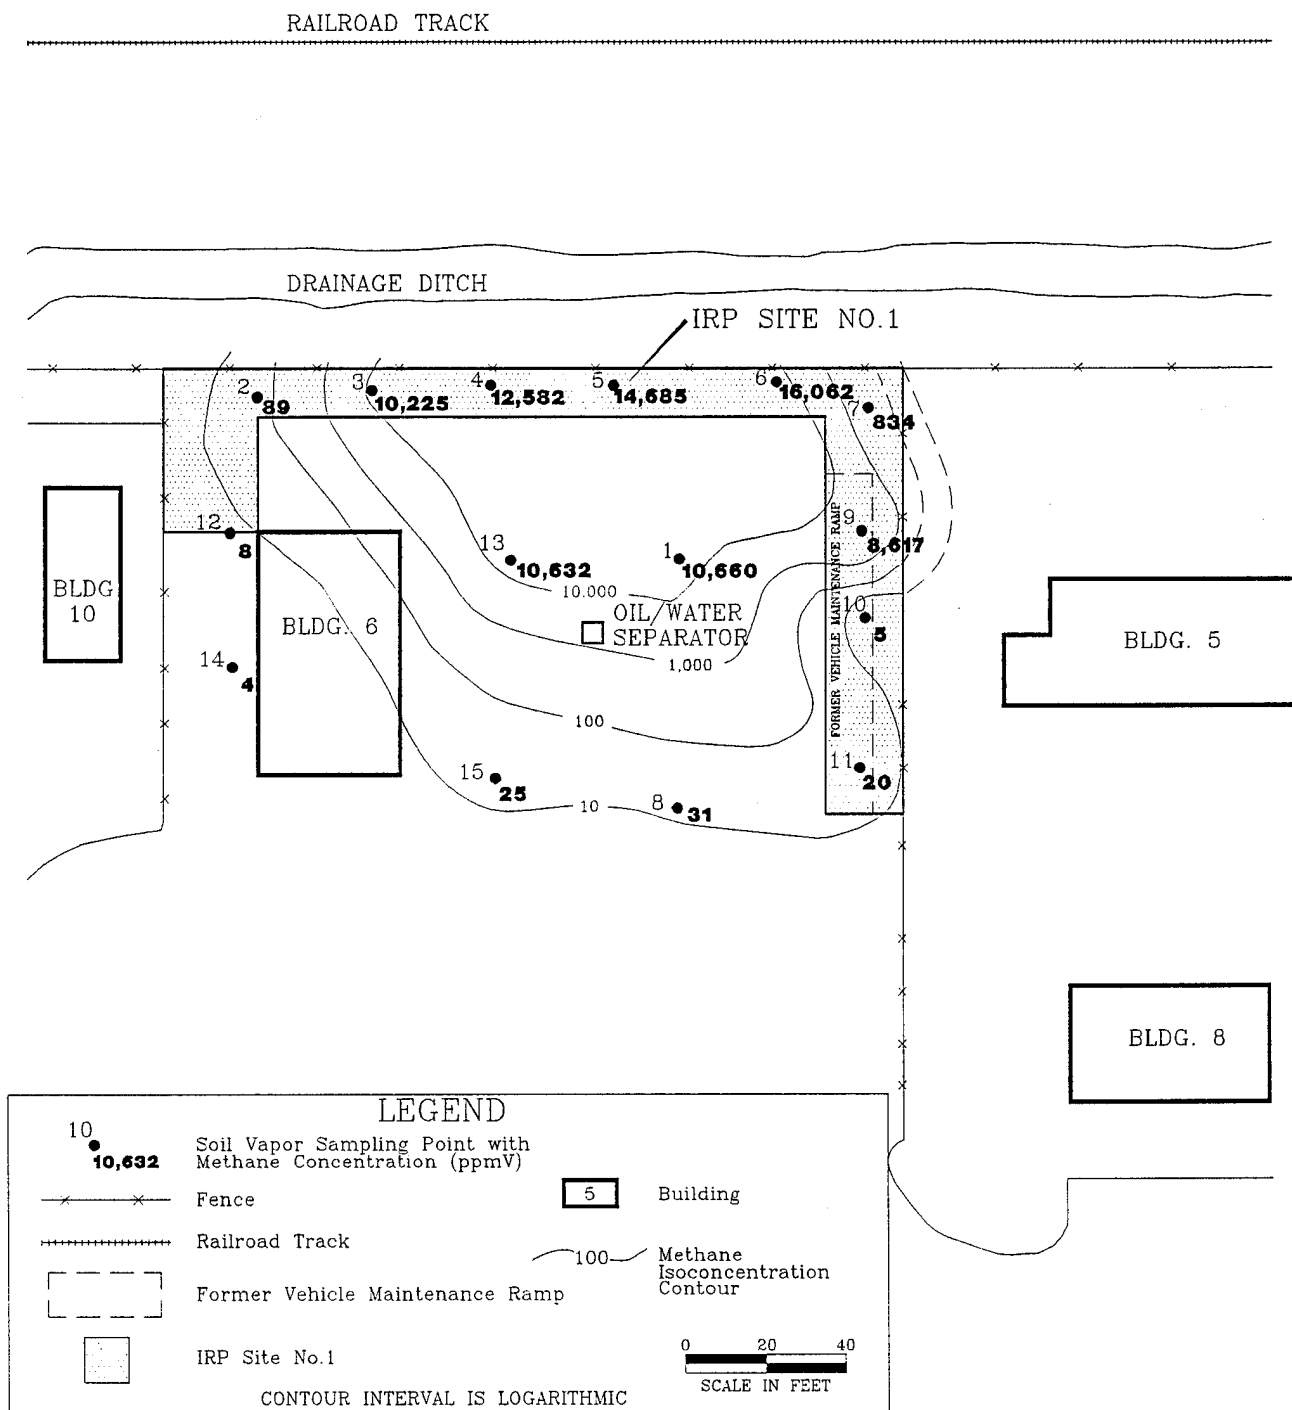 RAILROAD TRACK
DRAINAGE DITCH
IRP SITE NO.1
2
89
3
10,225
4
12,582
5
14,685
6
16,062
7
834
9
8,617
12
8
13
10,632
1
10,660
10,000
BLDG
10
BLDG. 6
OIL/WATER
SEPARATOR
10
5
BLDG. 5
FORMER VEHICLE MAINTENANCE RAMP
14
4
1,000
100
15
25
10
8
31
11
20
BLDG. 8
LEGEND
10
10,632
Soil Vapor Sampling Point with
Methane Concentration (ppmV)
Fence
5
Building
Railroad Track
100
Methane
Isoconcentration
Contour
Former Vehicle Maintenance Ramp
IRP Site No.1
0 20 40
SCALE IN FEET
CONTOUR INTERVAL IS LOGARITHMIC